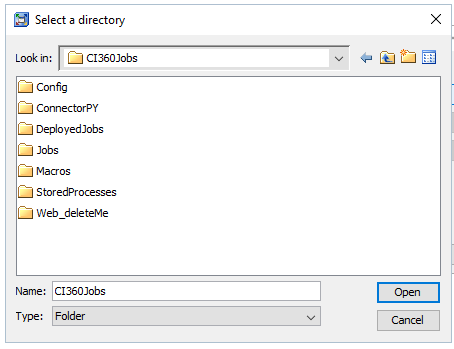 Select a directory
Look in: CI360Jobs
Config
ConnectorPY
DeployedJobs
Jobs
Macros
StoredProcesses
Web_deleteMe
Name: CI360Jobs Open
Type: Folder Cancel